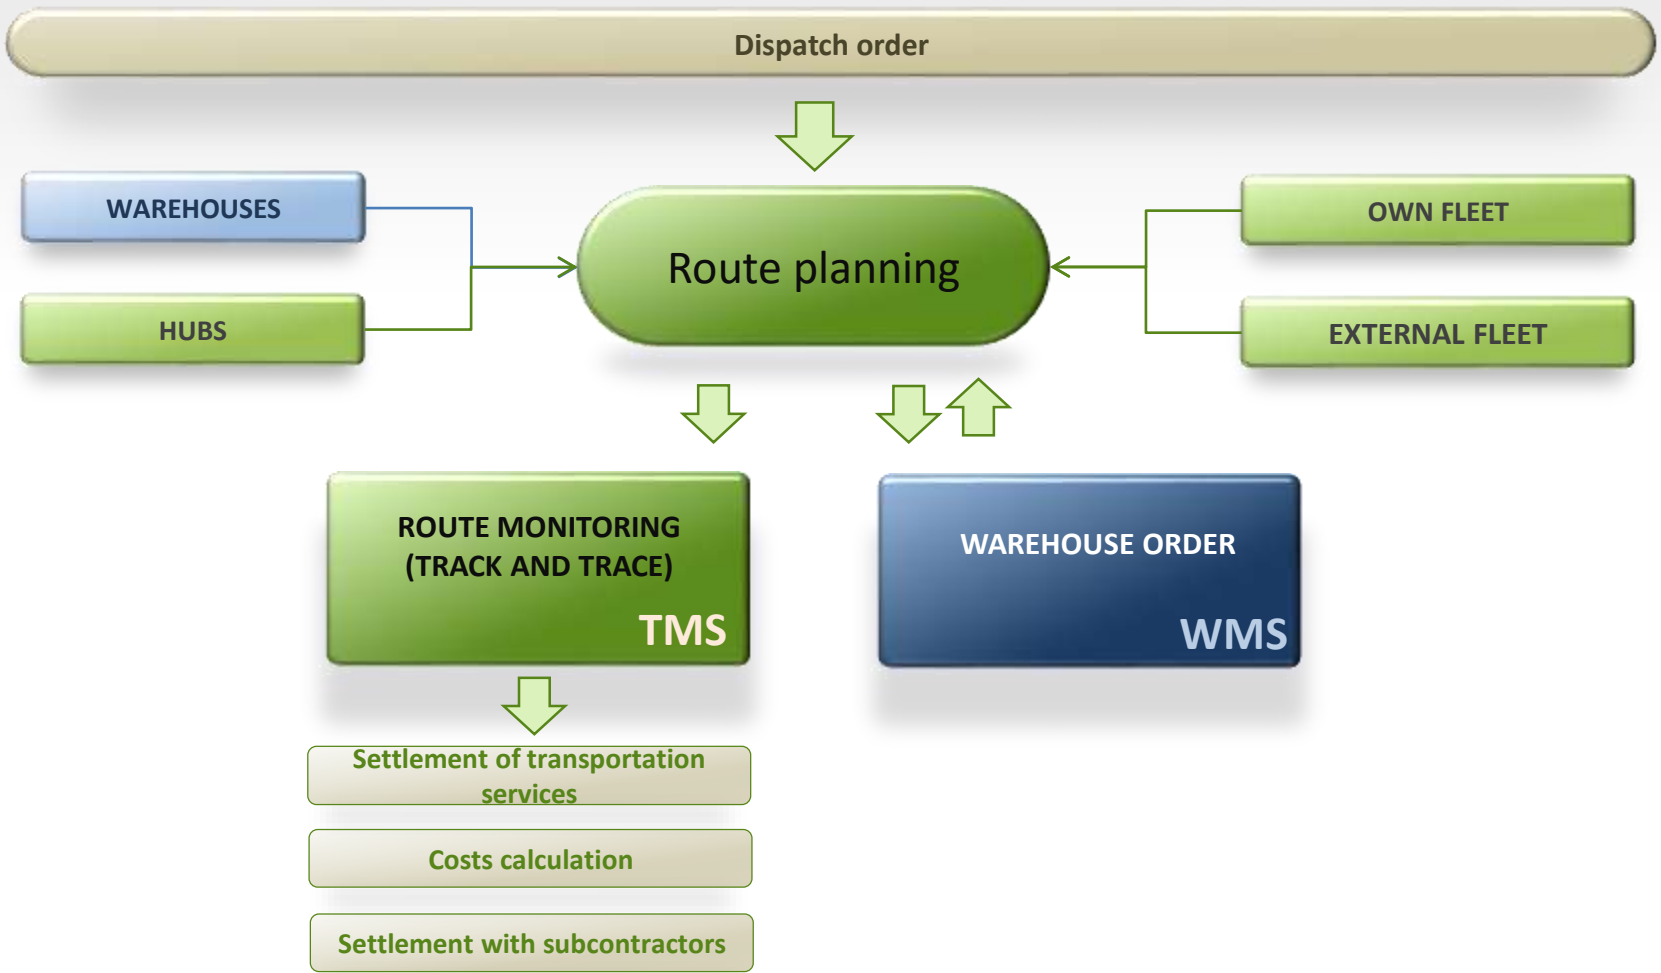 Dispatch order
WAREHOUSES
HUBS
Route planning
OWN FLEET
EXTERNAL FLEET
ROUTE MONITORING
(TRACK AND TRACE)
TMS
WAREHOUSE ORDER
WMS
Settlement of transportation
services
Costs calculation
Settlement with subcontractors